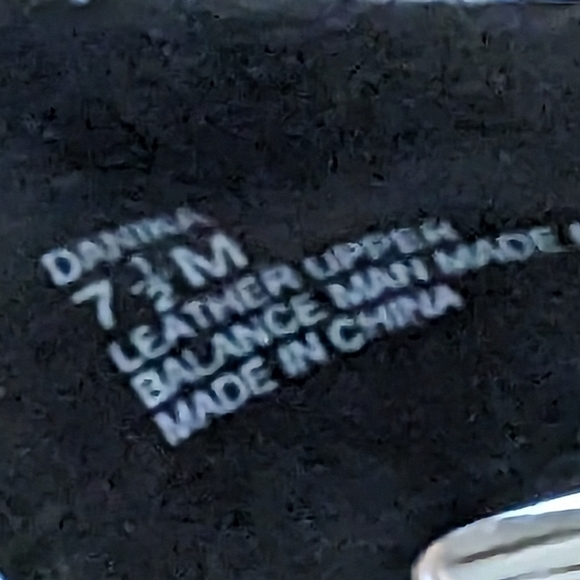 DANIKA
7 ½ M
LEATHER UPPER
BALANCE MAN MADE
MADE IN CHINA